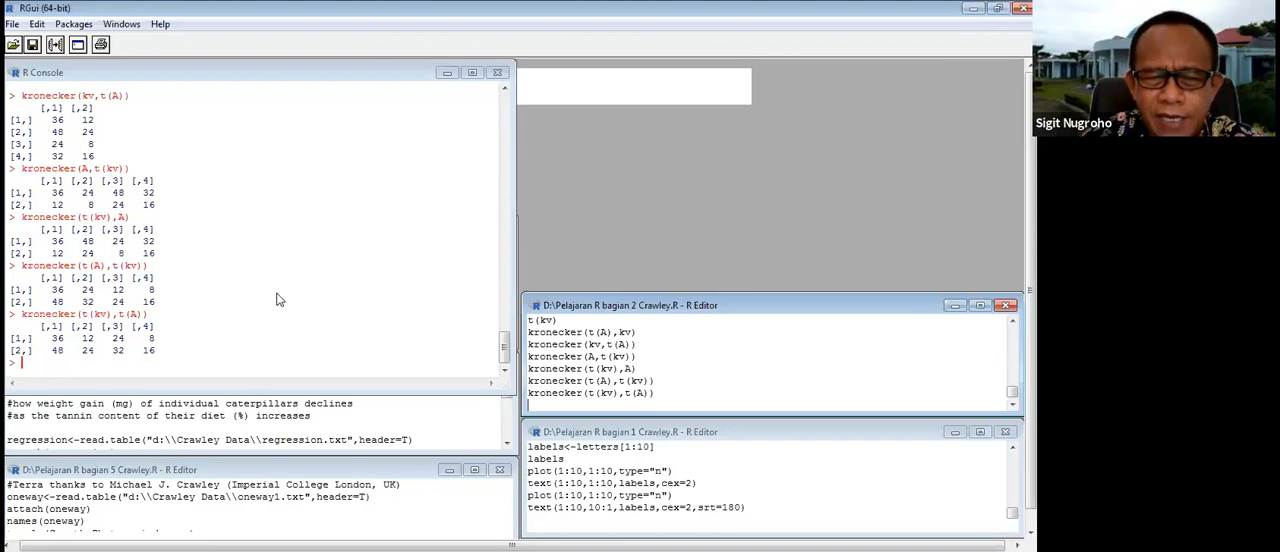 RGui (64-bit)
File Edit Packages Windows Help
R Console
> kronecker(kv,t(A))
[,1] [,2]
[1,] 36 12
[2,] 48 24
[3,] 24 8
[4,] 32 16
> kronecker(A,t(kv))
[,1] [,2] [,3] [,4]
[1,] 36 24 48 32
[2,] 12 8 24 16
> kronecker(t(kv),A)
[,1] [,2] [,3] [,4]
[1,] 36 48 24 32
[2,] 12 24 8 16
> kronecker(t(A),t(kv))
[,1] [,2] [,3] [,4]
[1,] 36 24 12 8
[2,] 48 32 24 16
> kronecker(t(kv),t(A))
[,1] [,2] [,3] [,4]
[1,] 36 12 24 8
[2,] 48 24 32 16
>
#how weight gain (mg) of individual caterpillars declines
#as the tannin content of their diet (%) increases
regression<-read.table("d:\\Crawley Data\\regression.txt",header=T)
D:\Pelajaran R bagian 5 Crawley.R - R Editor
#Terra thanks to Michael J. Crawley (Imperial College London, UK)
oneway<-read.table("d:\\Crawley Data\\oneway1.txt",header=T)
attach(oneway)
names(oneway)
D:\Pelajaran R bagian 2 Crawley.R - R Editor
t(kv)
kronecker(t(A),kv)
kronecker(kv,t(A))
kronecker(A,t(kv))
kronecker(t(kv),A)
kronecker(t(A),t(kv))
kronecker(t(kv),t(A))
D:\Pelajaran R bagian 1 Crawley.R - R Editor
labels<-letters[1:10]
labels
plot(1:10,1:10,type="n")
text(1:10,1:10,labels,cex=2)
plot(1:10,1:10,type="n")
text(1:10,10:1,labels,cex=2,srt=180)
Sigit Nugroho